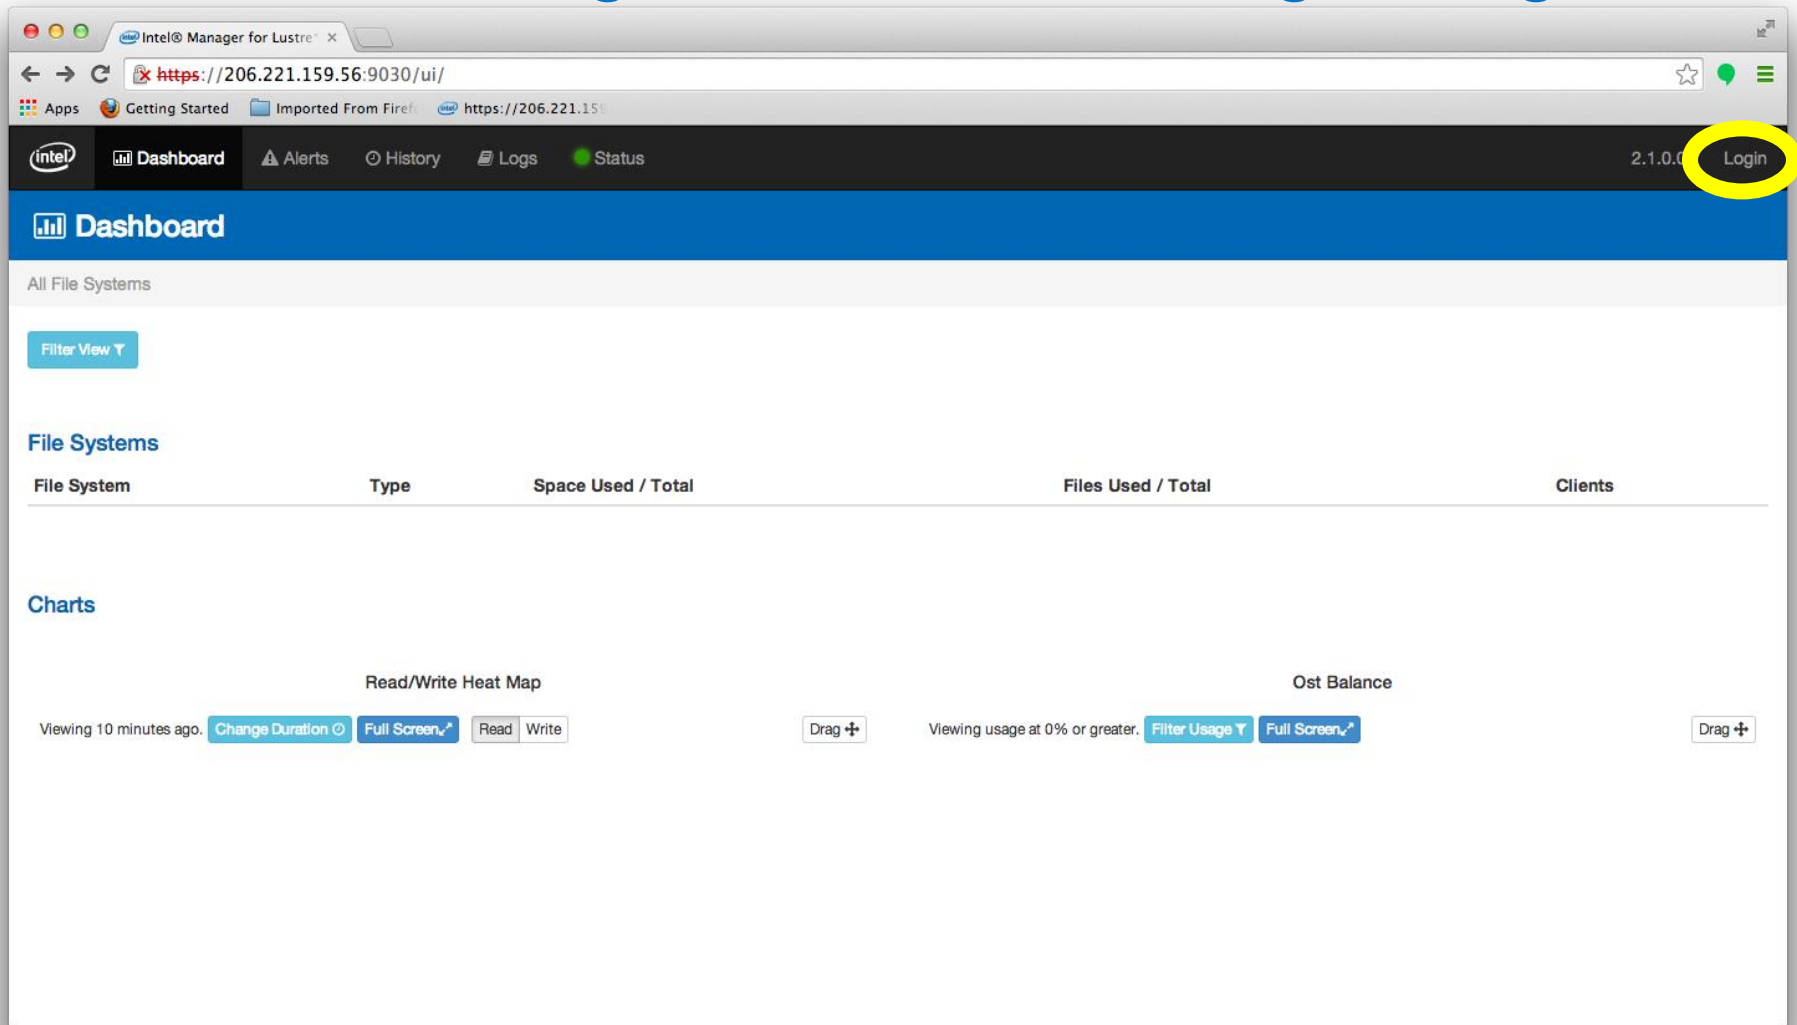 Intel® Manager for Lustre*
https://206.221.159.56:9030/ui/
Apps Getting Started Imported From Firef https://206.221.159
intel Dashboard Alerts History Logs Status 2.1.0.0 Login
Dashboard
All File Systems
Filter View
File Systems
File System Type Space Used / Total Files Used / Total Clients
Charts
Read/Write Heat Map Ost Balance
Viewing 10 minutes ago. Change Duration Full Screen Read Write Drag Viewing usage at 0% or greater. Filter Usage Full Screen Drag